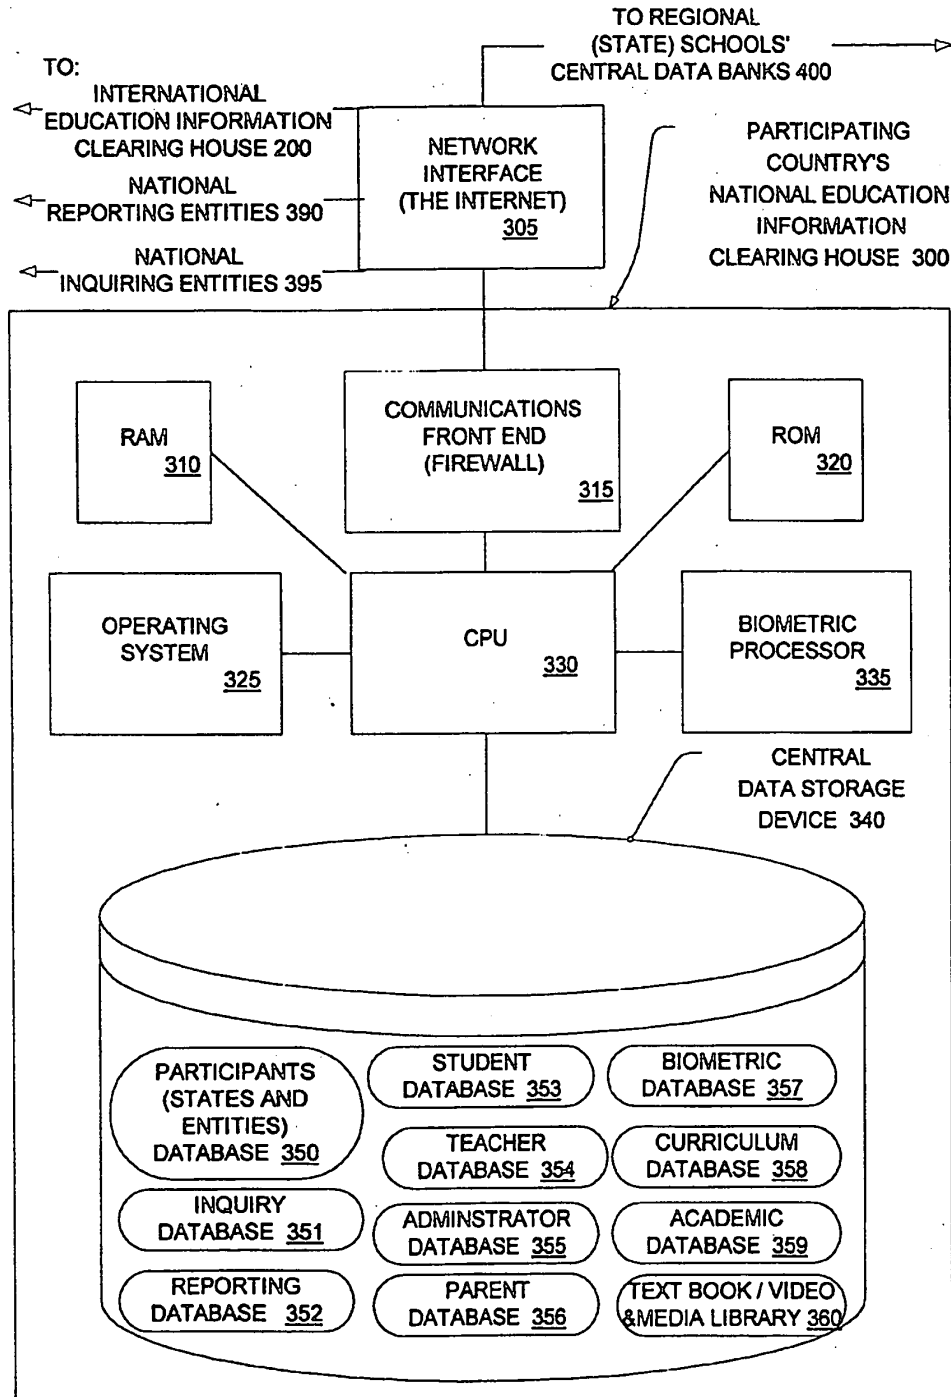 TO REGIONAL
(STATE) SCHOOLS'
CENTRAL DATA BANKS 400
TO:
INTERNATIONAL
EDUCATION INFORMATION
CLEARING HOUSE 200
NATIONAL
REPORTING ENTITIES 390
NATIONAL
INQUIRING ENTITIES 395
NETWORK
INTERFACE
(THE INTERNET)
305
PARTICIPATING
COUNTRY'S
NATIONAL EDUCATION
INFORMATION
CLEARING HOUSE 300
RAM
310
COMMUNICATIONS
FRONT END
(FIREWALL)
315
ROM
320
OPERATING
SYSTEM
325
CPU
330
BIOMETRIC
PROCESSOR
335
CENTRAL
DATA STORAGE
DEVICE 340
PARTICIPANTS
(STATES AND
ENTITIES)
DATABASE 350
INQUIRY
DATABASE 351
REPORTING
DATABASE 352
STUDENT
DATABASE 353
TEACHER
DATABASE 354
ADMINSTRATOR
DATABASE 355
PARENT
DATABASE 356
BIOMETRIC
DATABASE 357
CURRICULUM
DATABASE 358
ACADEMIC
DATABASE 359
TEXT BOOK / VIDEO
&MEDIA LIBRARY 360